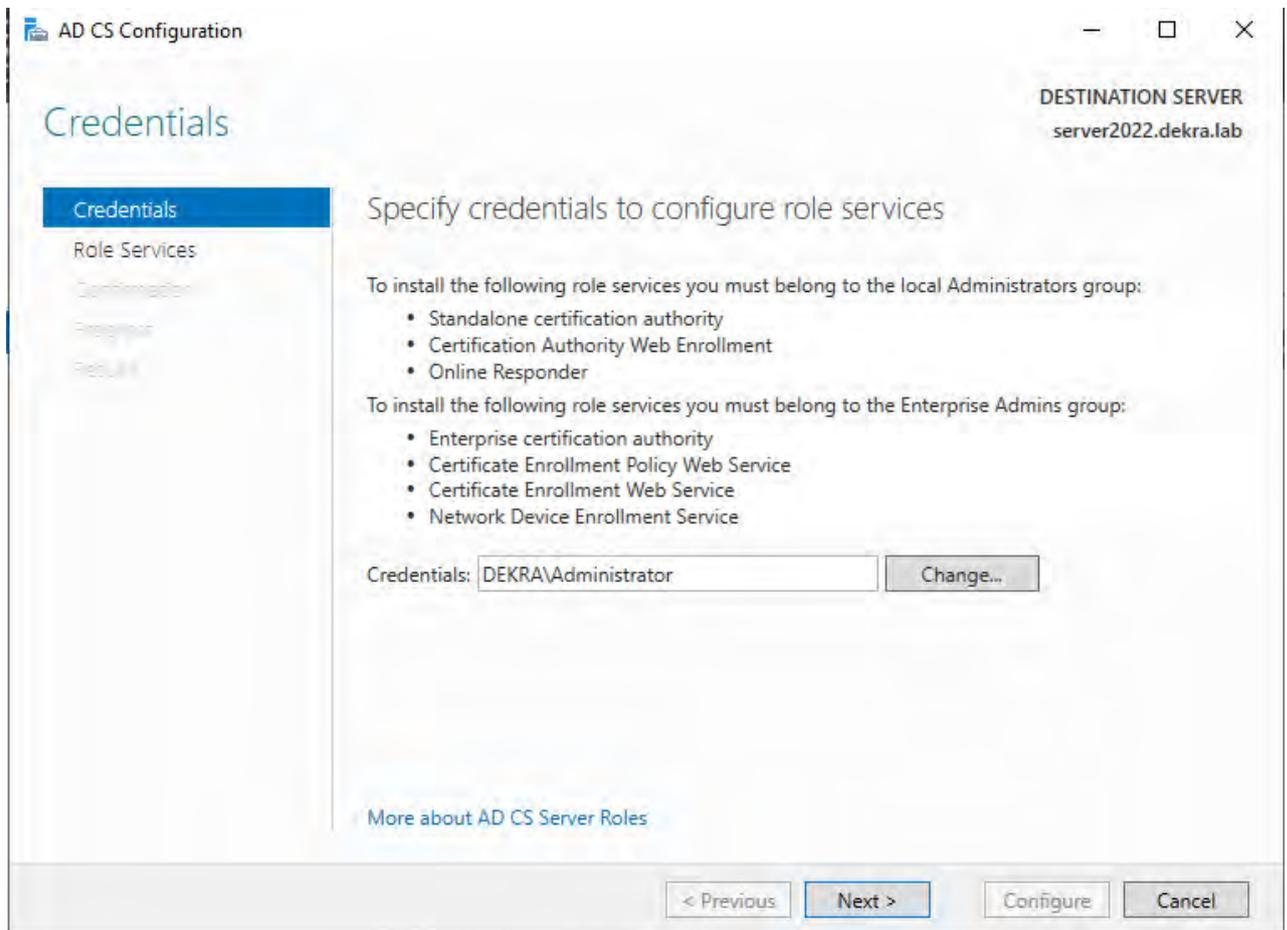 AD CS Configuration
DESTINATION SERVER
server2022.dekra.lab
Credentials
Credentials
Role Services
Confirmation
Progress
Results
Specify credentials to configure role services
To install the following role services you must belong to the local Administrators group:
• Standalone certification authority
• Certification Authority Web Enrollment
• Online Responder
To install the following role services you must belong to the Enterprise Admins group:
• Enterprise certification authority
• Certificate Enrollment Policy Web Service
• Certificate Enrollment Web Service
• Network Device Enrollment Service
Credentials: DEKRA\Administrator Change...
More about AD CS Server Roles
< Previous Next > Configure Cancel